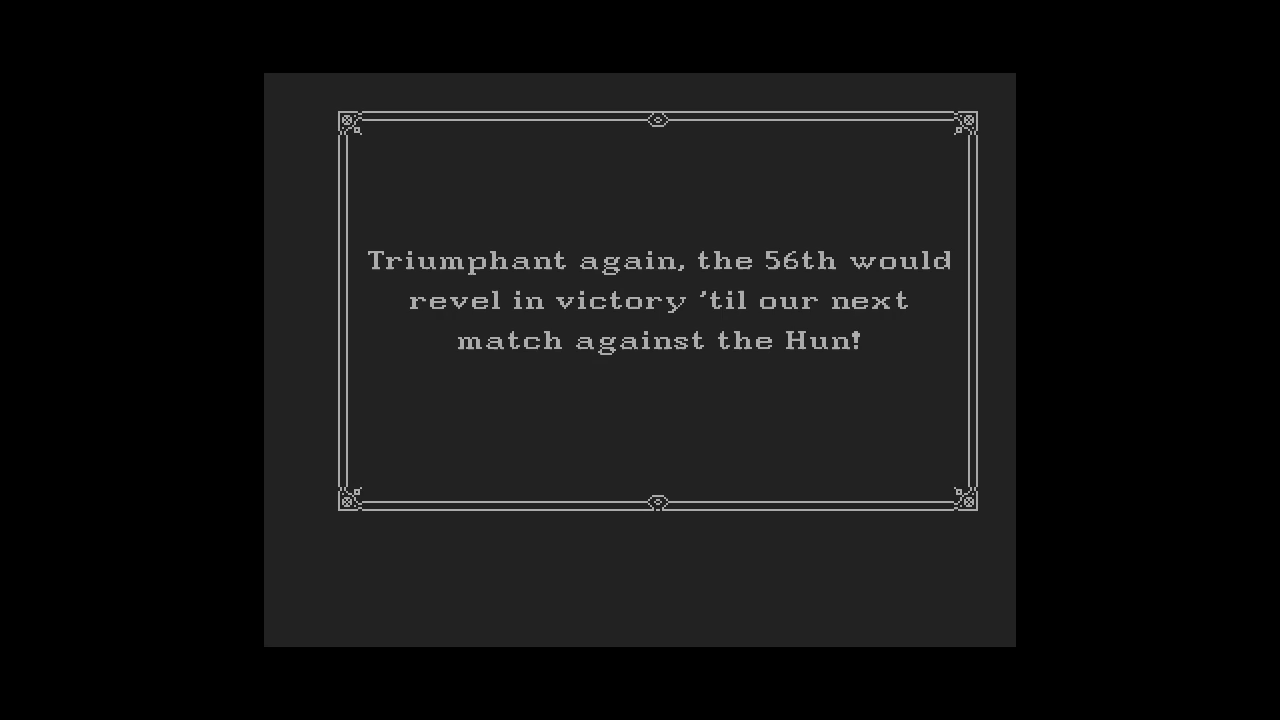 Triumphant again, the 56th would
revel in victory 'til our next
match against the Hun!